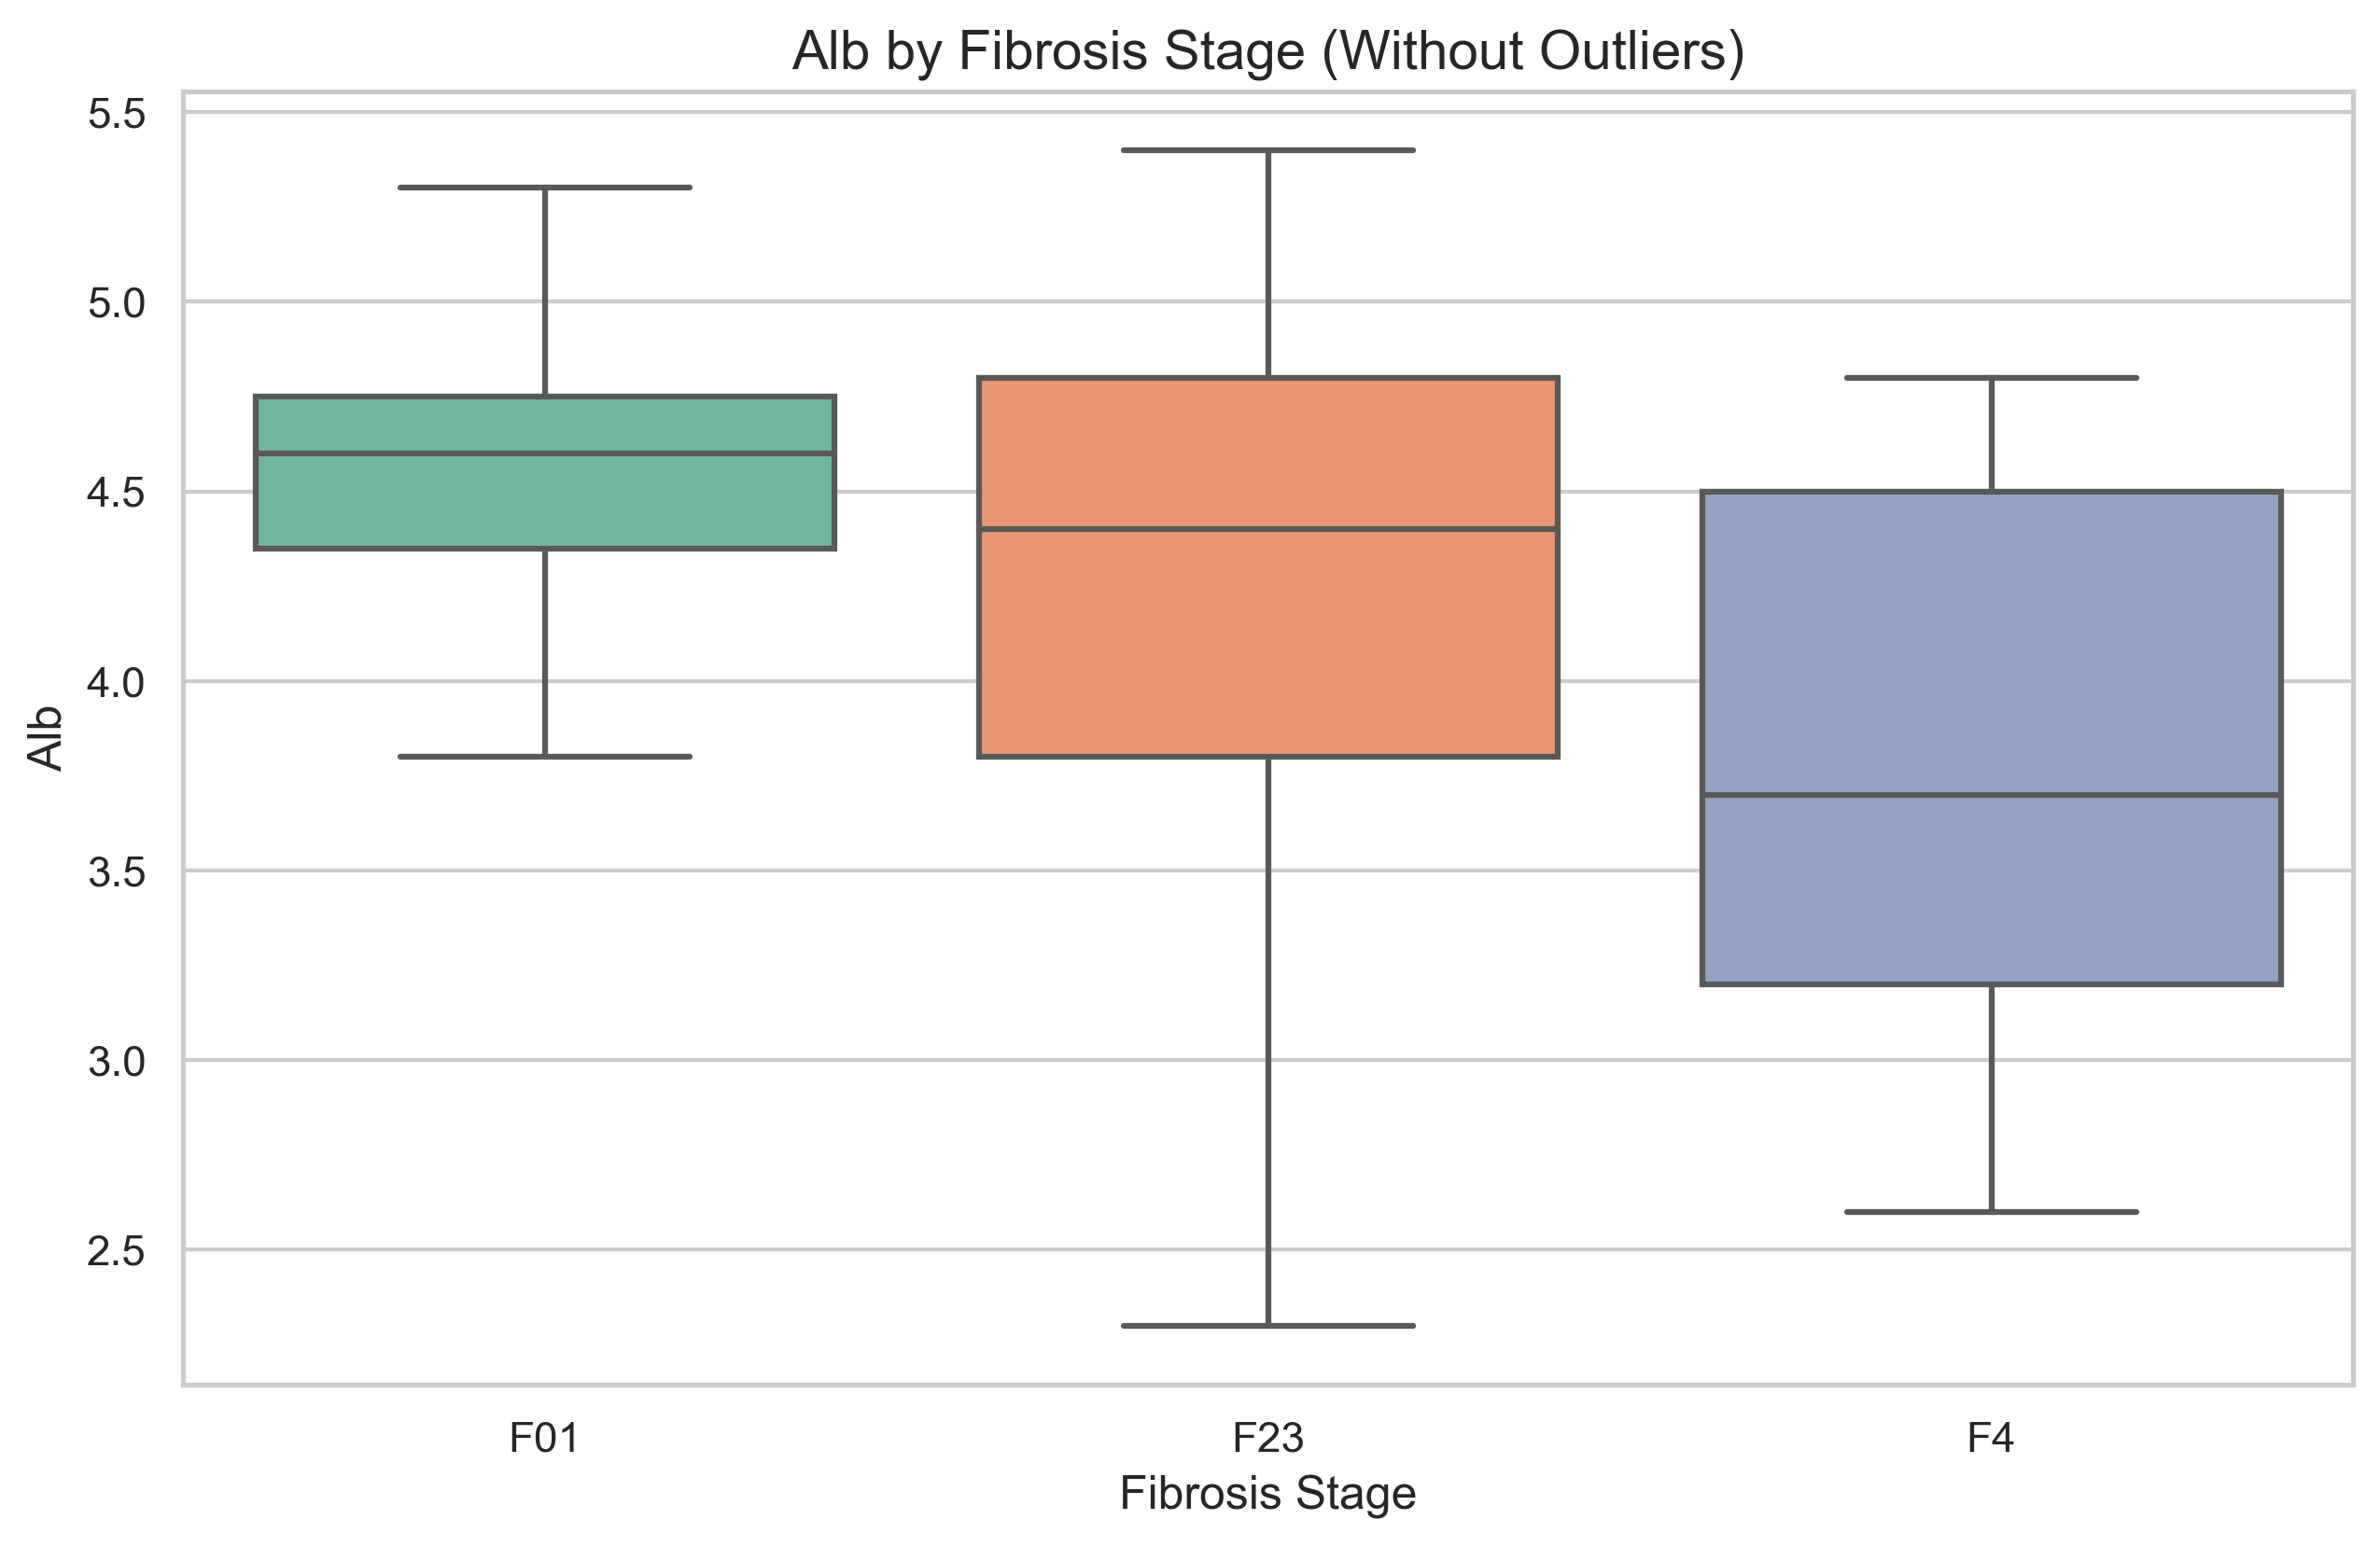 Alb by Fibrosis Stage (Without Outliers)
5.5
5.0
4.5
4.0
3.5
3.0
2.5
Alb
F01
F23
F4
Fibrosis Stage